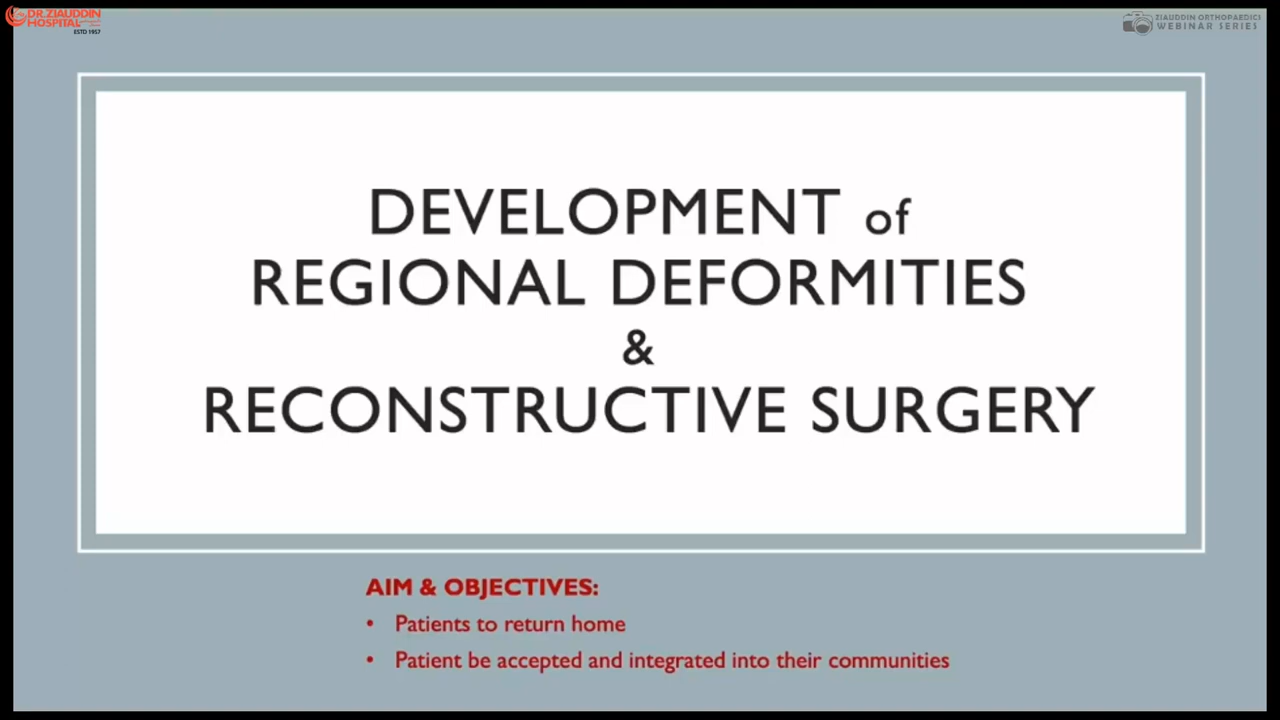 DR.ZIAUDDIN
HOSPITAL
ESTD 1957
ZIAUDDIN ORTHOPAEDICS
WEBINAR SERIES
DEVELOPMENT of
REGIONAL DEFORMITIES
&
RECONSTRUCTIVE SURGERY
AIM & OBJECTIVES:
• Patients to return home
• Patient be accepted and integrated into their communities